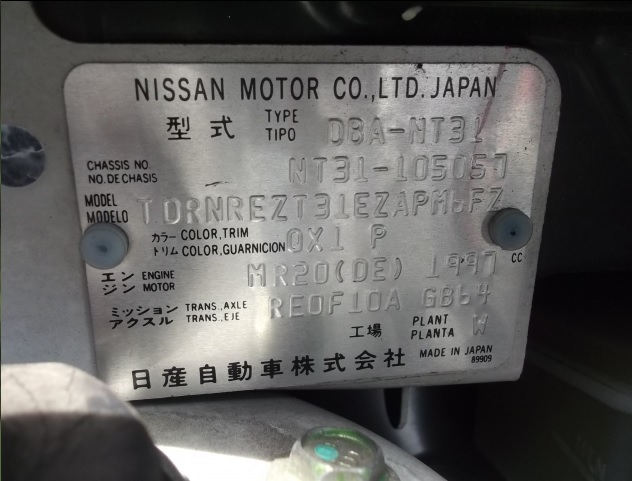 NISSAN MOTOR CO.,LTD. JAPAN
型式 TYPE TIPO DBA-NT31
CHASSIS NO. NO. DE CHASIS NT31-105057
MODEL MODELO
カラー COLOR, TRIM
トリム COLOR, GUARNICION QX1 P
エンジン ENGINE MOTOR MR20(DE) 1997 CC
ミッション TRANS., AXLE
アクスル TRANS., EJE RE0F10A GB64
工場 PLANT PLANTA W
日産自動車株式会社 MADE IN JAPAN
89909